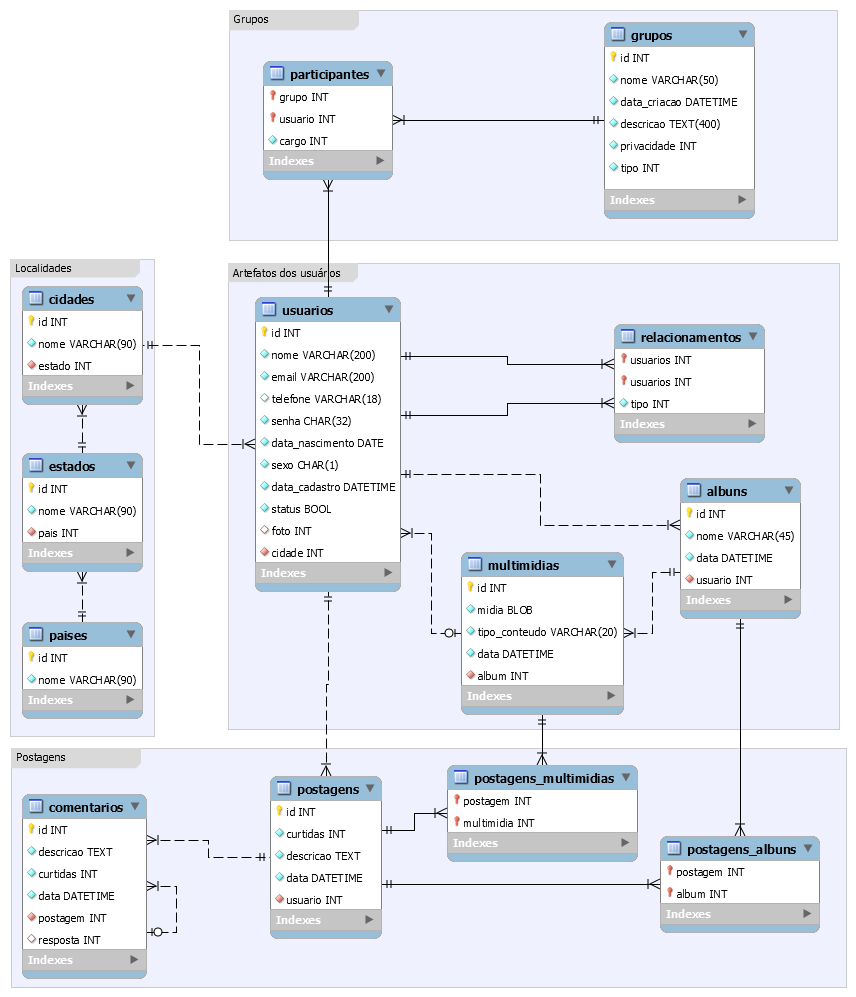 Grupos
participantes
grupo INT
usuario INT
cargo INT
Indexes
grupos
id INT
nome VARCHAR(50)
data_criacao DATETIME
descricao TEXT(400)
privacidade INT
tipo INT
Indexes
Localidades
cidades
id INT
nome VARCHAR(90)
estado INT
Indexes
estados
id INT
nome VARCHAR(90)
pais INT
Indexes
paises
id INT
nome VARCHAR(90)
Indexes
Artefatos dos usuários
usuarios
id INT
nome VARCHAR(200)
email VARCHAR(200)
telefone VARCHAR(18)
senha CHAR(32)
data_nascimento DATE
sexo CHAR(1)
data_cadastro DATETIME
status BOOL
foto INT
cidade INT
Indexes
relacionamentos
usuarios INT
usuarios INT
tipo INT
Indexes
albuns
id INT
nome VARCHAR(45)
data DATETIME
usuario INT
Indexes
multimidias
id INT
midia BLOB
tipo_conteudo VARCHAR(20)
data DATETIME
album INT
Indexes
Postagens
comentarios
id INT
descricao TEXT
curtidas INT
data DATETIME
postagem INT
resposta INT
Indexes
postagens
id INT
curtidas INT
descricao TEXT
data DATETIME
usuario INT
Indexes
postagens_multimidias
postagem INT
multimidia INT
Indexes
postagens_albuns
postagem INT
album INT
Indexes